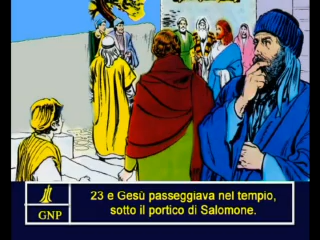 23 e Gesù passeggiava nel tempio,
sotto il portico di Salomone.
GNP